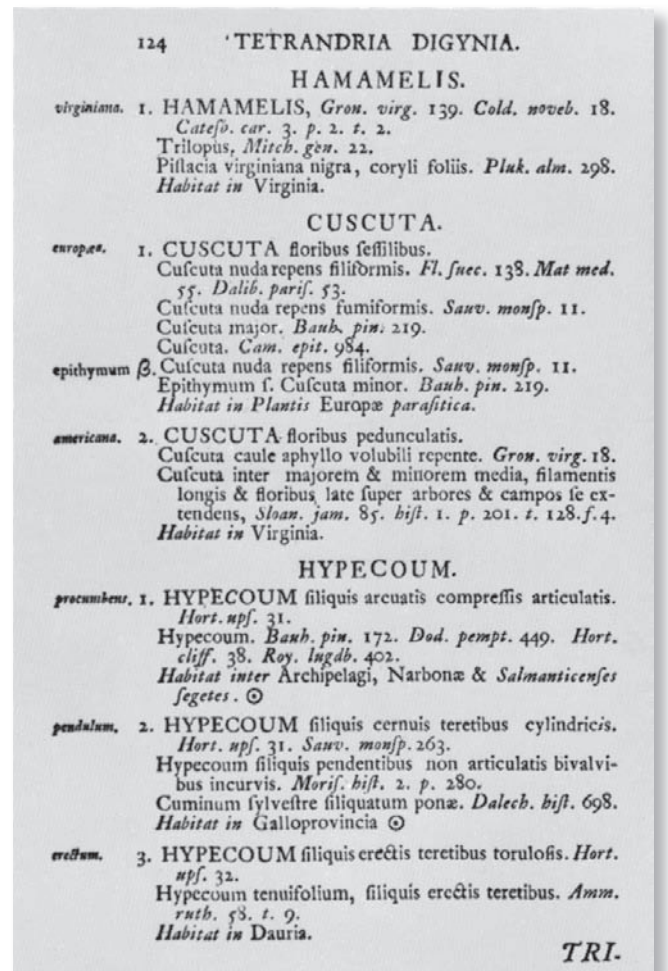 124 TETRANDRIA DIGYNIA.
HAMAMELIS.
virginiana. 1. HAMAMELIS, Gron. virg. 139. Cold. noveb. 18.
Cateſb. car. 3. p. 2. t. 2.
Trilopus. Mitch. gen. 22.
Piſtacia virginiana nigra, coryli foliis. Pluk. alm. 298.
Habitat in Virginia.
CUSCUTA.
europæa. 1. CUSCUTA floribus ſeſſilibus.
Cuſcuta nuda repens filiformis. Fl. ſuec. 138. Mat med.
55. Dalib. pariſ. 53.
Cuſcuta nuda repens fumiformis. Sauv. monſp. 11.
Cuſcuta major. Bauh. pin. 219.
Cuſcuta. Cam. epit. 984.
epithymum β. Cuſcuta nuda repens filiformis. Sauv. monſp. 11.
Epithymum ſ. Cuſcuta minor. Bauh. pin. 219.
Habitat in Plantis Europæ paraſitica.
americana. 2. CUSCUTA floribus pedunculatis.
Cuſcuta caule aphyllo volubili repente. Gron. virg. 18.
Cuſcuta inter majorem & minorem media, filamentis
longis & floribus late ſuper arbores & campos ſe ex-
tendens, Sloan. jam. 85. hiſt. 1. p. 201. t. 128. f. 4.
Habitat in Virginia.
HYPECOUM.
procumbens. 1. HYPECOUM ſiliquis arcuatis compreſſis articulatis.
Hort. upſ. 31.
Hypecoum. Bauh. pin. 172. Dod. pempt. 449. Hort.
cliff. 38. Roy. lugdb. 402.
Habitat inter Archipelagi, Narbonæ & Salmanticenſes
ſegetes. ⊙
pendulum. 2. HYPECOUM ſiliquis cernuis teretibus cylindricis.
Hort. upſ. 31. Sauv. monſp. 263.
Hypecoum ſiliquis pendentibus non articulatis bivalvi-
bus incurvis. Moriſ. hiſt. 2. p. 280.
Cuminum ſylveſtre ſiliquatum ponæ. Dalech. hiſt. 698.
Habitat in Galloprovincia ⊙
erectum. 3. HYPECOUM ſiliquis erectis teretibus toruloſis. Hort.
upſ. 32.
Hypecoum tenuifolium, ſiliquis erectis teretibus. Amm.
ruth. 58. t. 9.
Habitat in Dauria.
TRI-